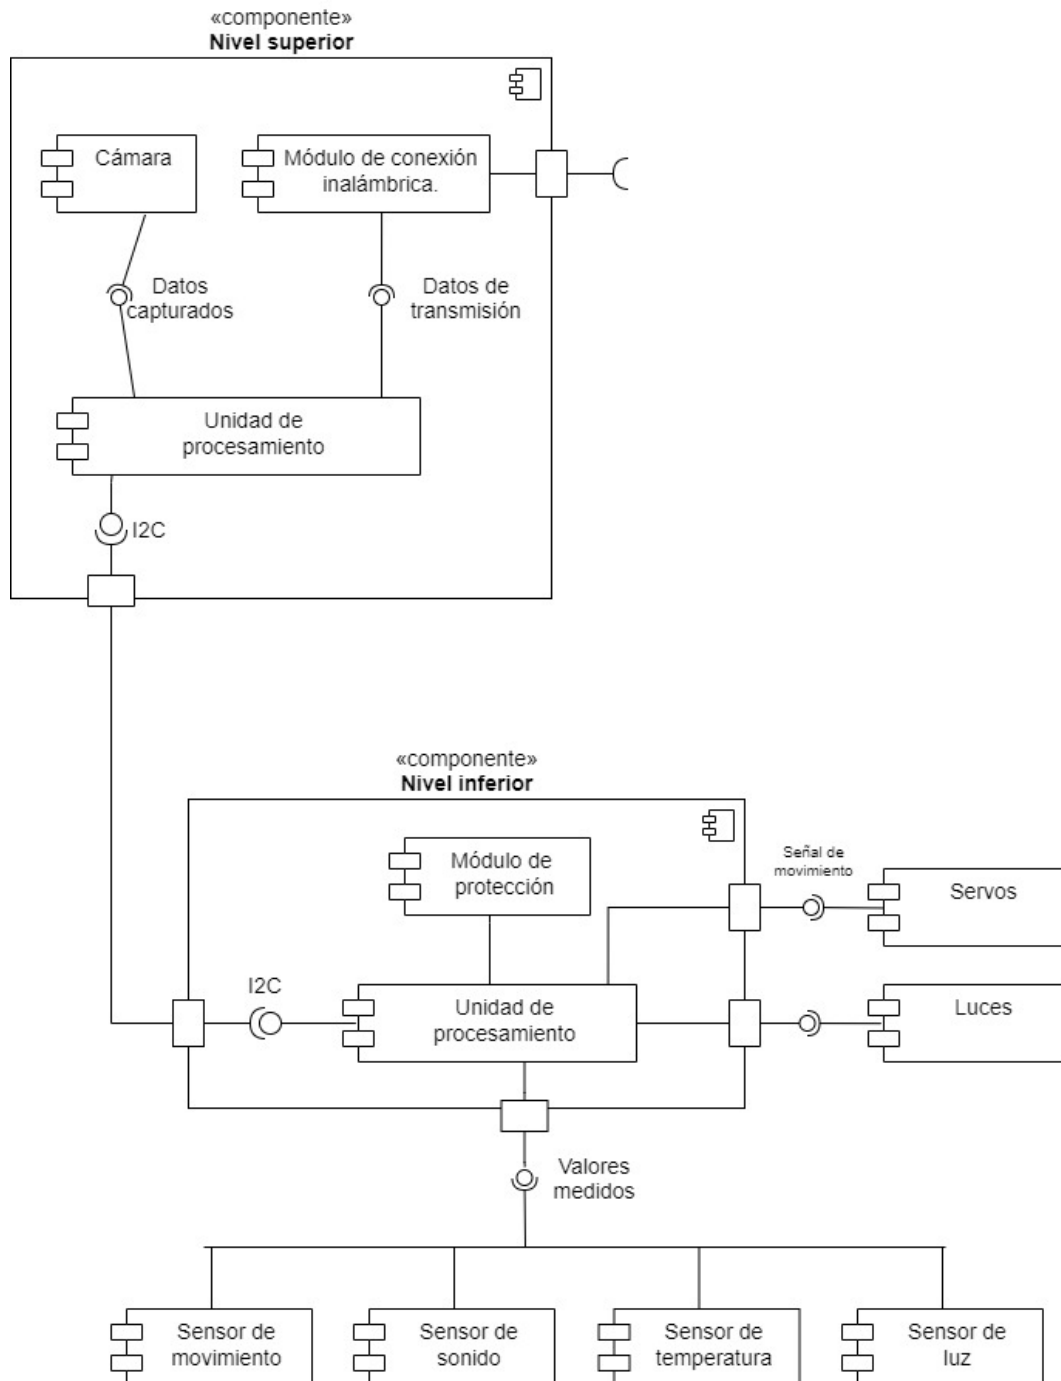 «componente»
Nivel superior
Cámara
Módulo de conexión
inalámbrica.
Datos
capturados
Datos de
transmisión
Unidad de
procesamiento
I2C
«componente»
Nivel inferior
Módulo de
protección
Señal de
movimiento
Servos
I2C
Unidad de
procesamiento
Luces
Valores
medidos
Sensor de
movimiento
Sensor de
sonido
Sensor de
temperatura
Sensor de
luz